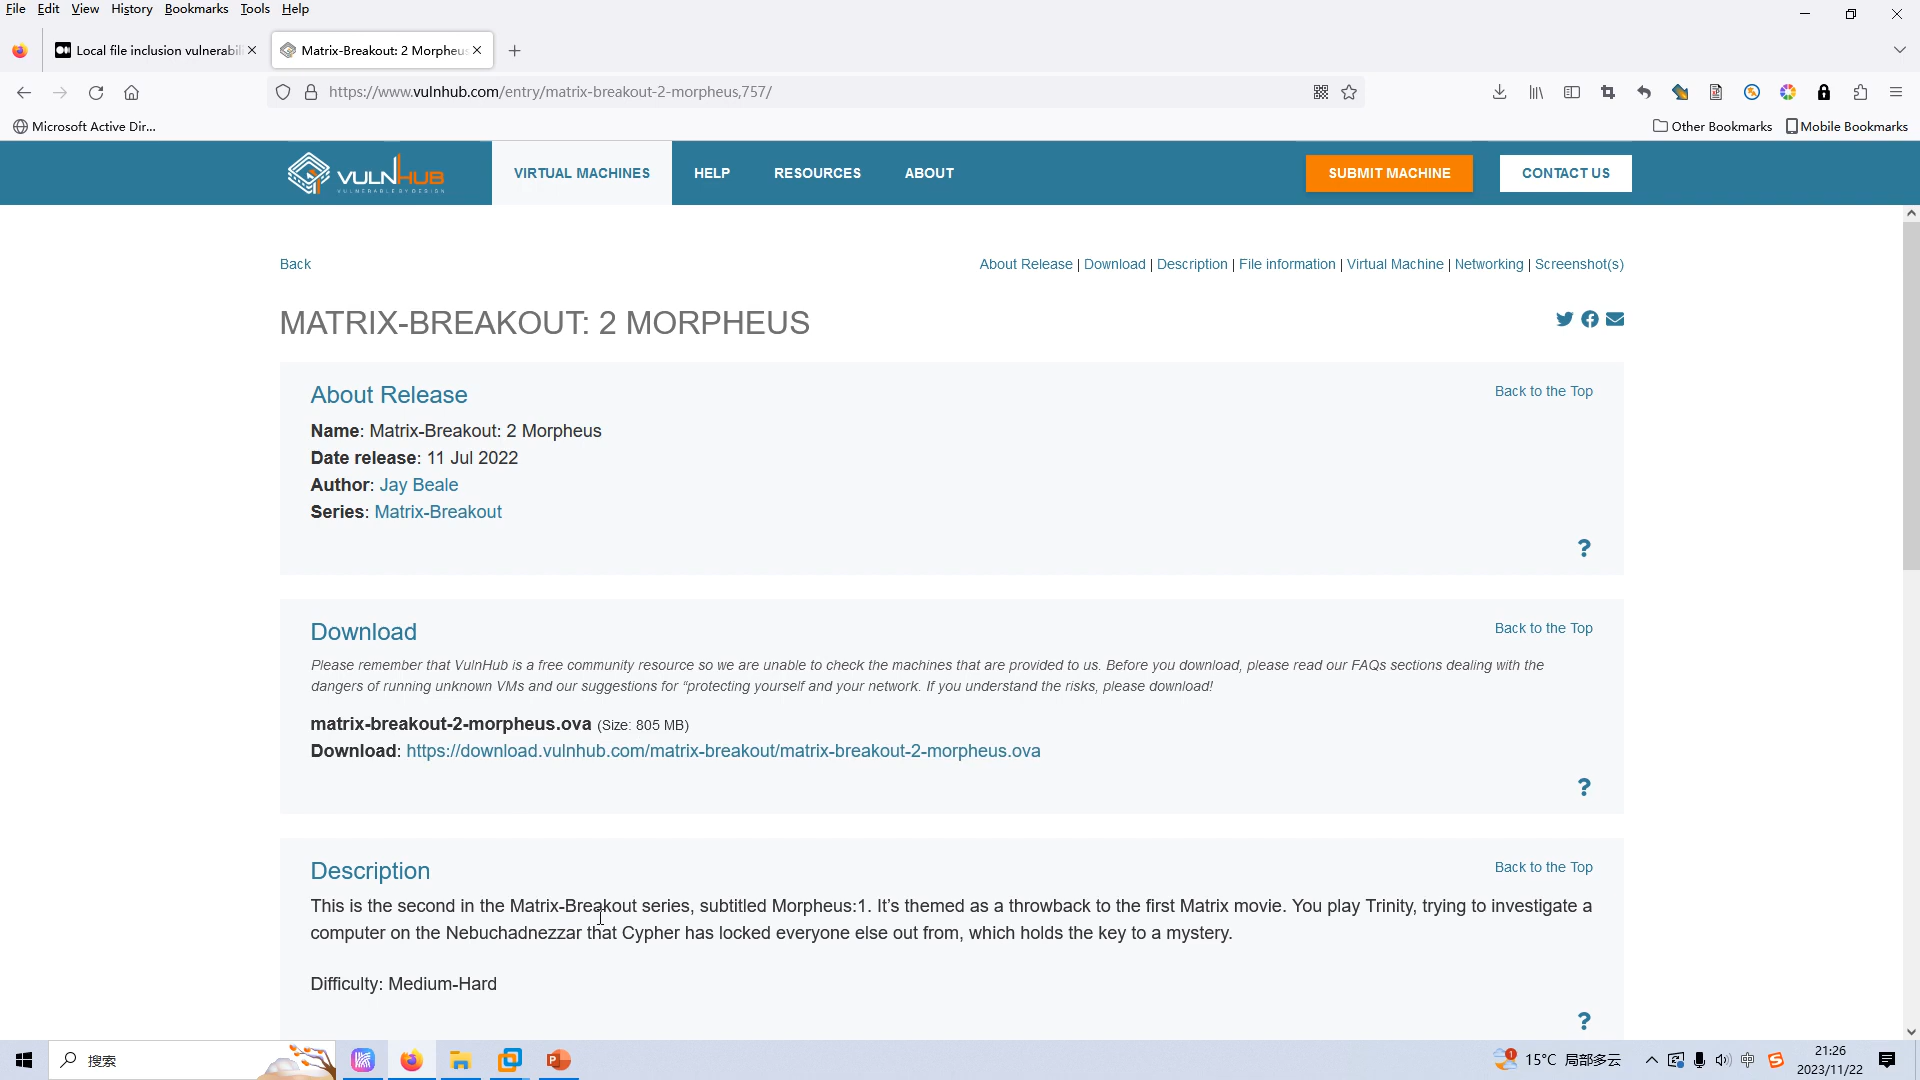 File Edit View History Bookmarks Tools Help
Local file inclusion vulnerabili
Matrix-Breakout: 2 Morpheus
https://www.vulnhub.com/entry/matrix-breakout-2-morpheus,757/
Microsoft Active Dir...
Other Bookmarks
Mobile Bookmarks
VULNHUB
VULNERABLE BY DESIGN
VIRTUAL MACHINES
HELP
RESOURCES
ABOUT
SUBMIT MACHINE
CONTACT US
Back
About Release | Download | Description | File information | Virtual Machine | Networking | Screenshot(s)
MATRIX-BREAKOUT: 2 MORPHEUS
About Release
Back to the Top
Name: Matrix-Breakout: 2 Morpheus
Date release: 11 Jul 2022
Author: Jay Beale
Series: Matrix-Breakout
?
Download
Back to the Top
Please remember that VulnHub is a free community resource so we are unable to check the machines that are provided to us. Before you download, please read our FAQs sections dealing with the
dangers of running unknown VMs and our suggestions for "protecting yourself and your network. If you understand the risks, please download!
matrix-breakout-2-morpheus.ova (Size: 805 MB)
Download: https://download.vulnhub.com/matrix-breakout/matrix-breakout-2-morpheus.ova
?
Description
Back to the Top
This is the second in the Matrix-Breakout series, subtitled Morpheus:1. It's themed as a throwback to the first Matrix movie. You play Trinity, trying to investigate a
computer on the Nebuchadnezzar that Cypher has locked everyone else out from, which holds the key to a mystery.
Difficulty: Medium-Hard
?
搜索
1
15°C 局部多云
中
21:26
2023/11/22